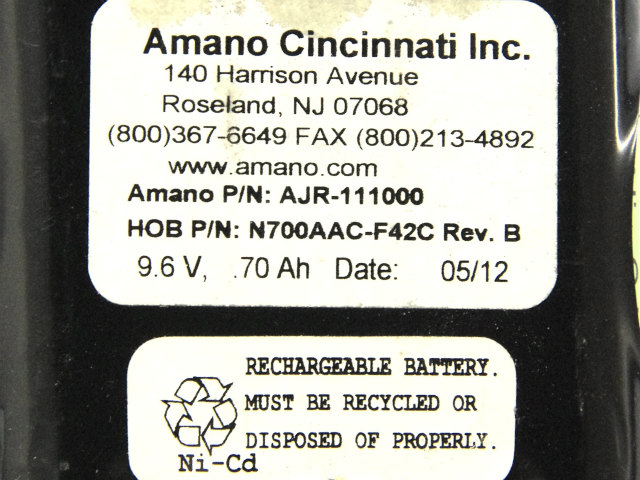 Amano Cincinnati Inc.
140 Harrison Avenue
Roseland, NJ 07068
(800)367-6649 FAX (800)213-4892
www.amano.com
Amano P/N: AJR-111000
HOB P/N: N700AAC-F42C Rev. B
9.6 V, .70 Ah Date: 05/12
RECHARGEABLE BATTERY.
MUST BE RECYCLED OR
DISPOSED OF PROPERLY.
Ni-Cd